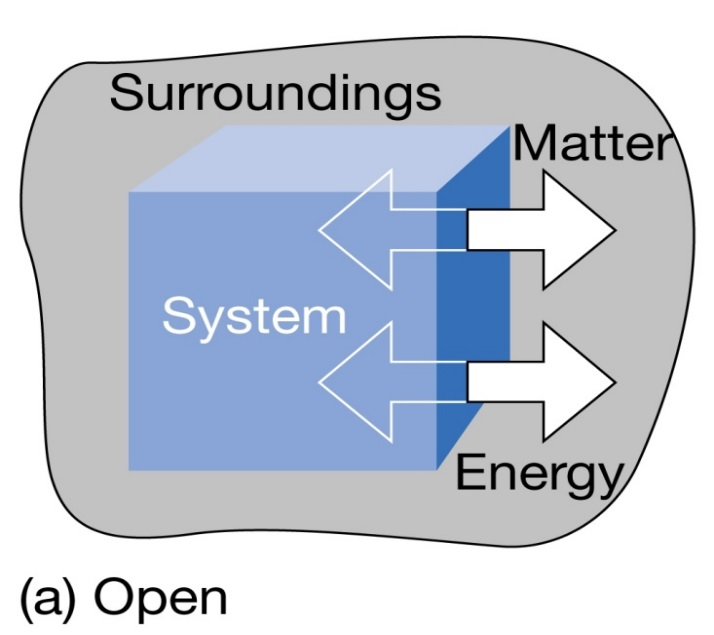 Surroundings
Matter
System
Energy
(a) Open